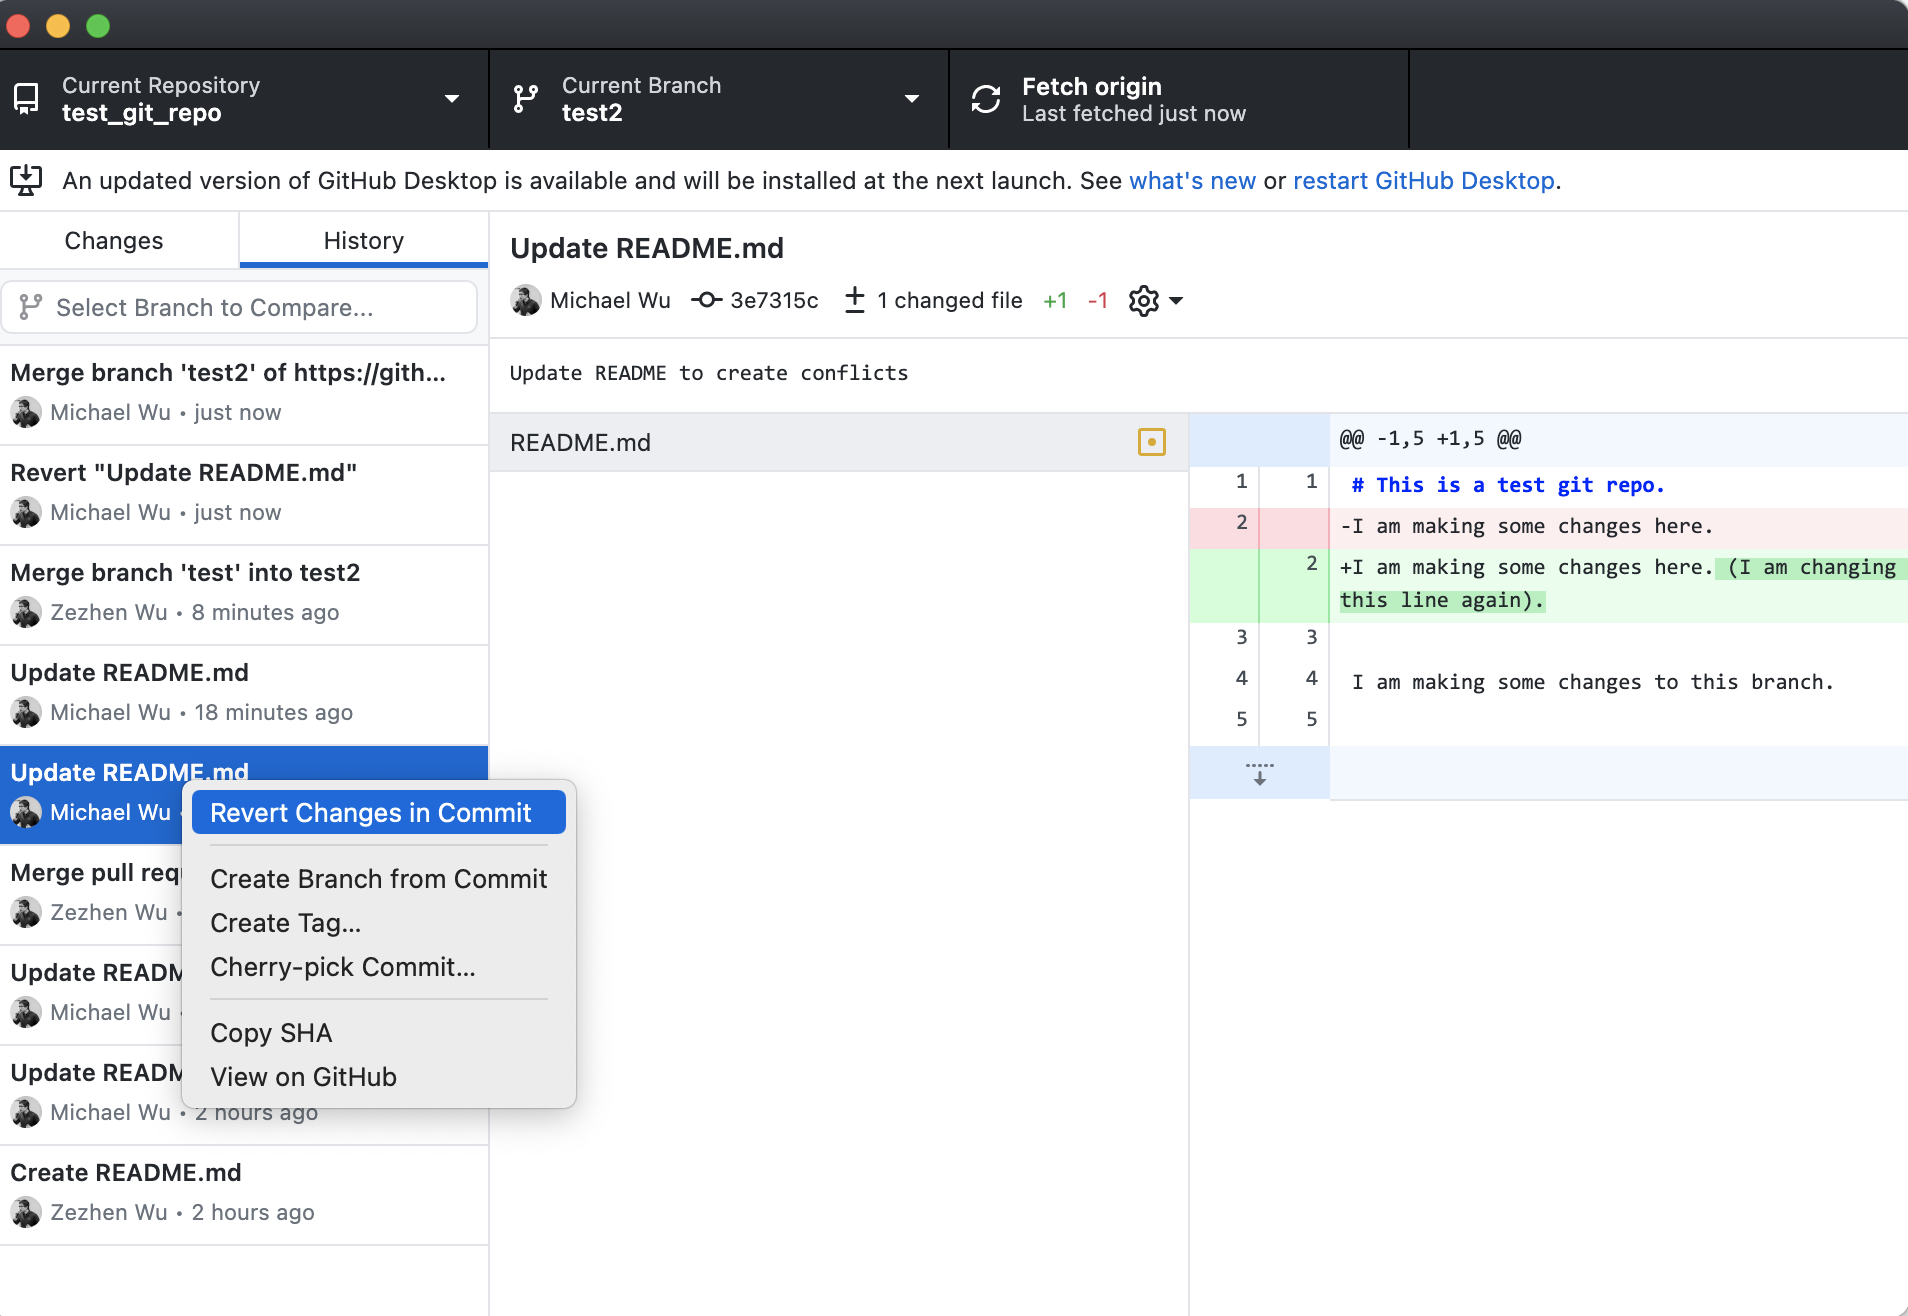 Current Repository
test_git_repo
Current Branch
test2
Fetch origin
Last fetched just now
An updated version of GitHub Desktop is available and will be installed at the next launch. See what's new or restart GitHub Desktop.
Changes
History
Select Branch to Compare...
Merge branch 'test2' of https://gith...
Michael Wu • just now
Revert "Update README.md"
Michael Wu • just now
Merge branch 'test' into test2
Zezhen Wu • 8 minutes ago
Update README.md
Michael Wu • 18 minutes ago
Update README.md
Michael Wu
Merge pull req
Zezhen Wu •
Update READM
Michael Wu
Update READM
Michael Wu • 2 hours ago
Create README.md
Zezhen Wu • 2 hours ago
Revert Changes in Commit
Create Branch from Commit
Create Tag...
Cherry-pick Commit...
Copy SHA
View on GitHub
Update README.md
Michael Wu 3e7315c 1 changed file +1 -1
Update README to create conflicts
README.md
@@ -1,5 +1,5 @@
1 1 # This is a test git repo.
2 -I am making some changes here.
2 +I am making some changes here. (I am changing
this line again).
3 3
4 4 I am making some changes to this branch.
5 5